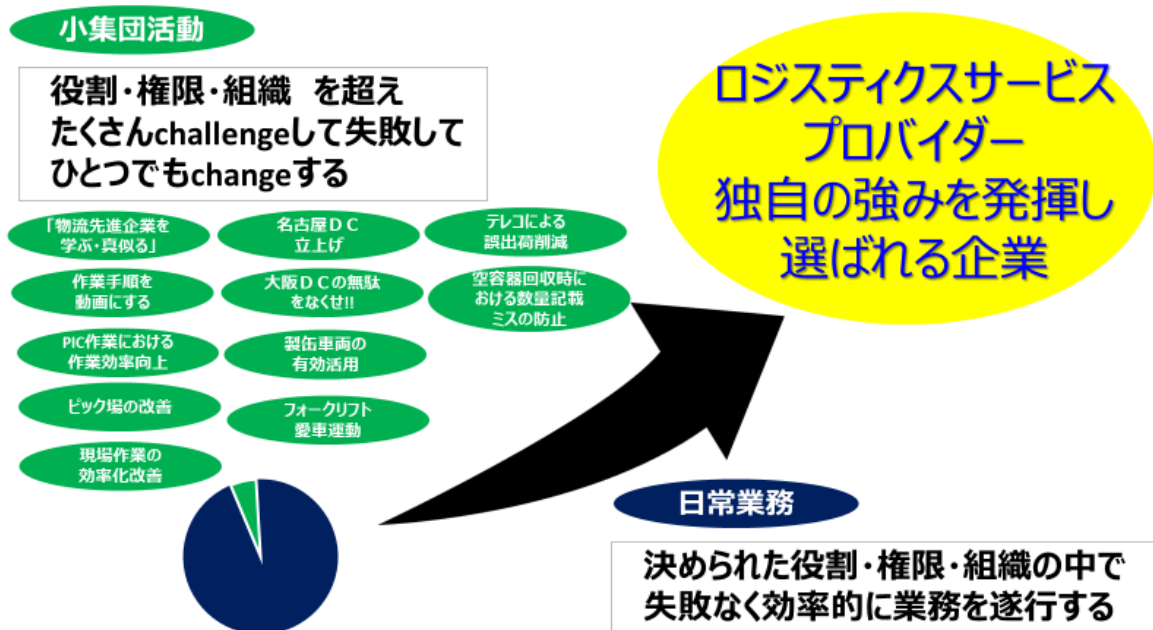 小集団活動
役割・権限・組織 を超え
たくさんchallengeして失敗して
ひとつでもchangeする
ロジスティクスサービス
プロバイダー
独自の強みを発揮し
選ばれる企業
「物流先進企業を
学ぶ・真似る」
名古屋ＤＣ
立上げ
テレコによる
誤出荷削減
作業手順を
動画にする
大阪ＤＣの無駄
をなくせ!!
空容器回収時に
おける数量記載
ミスの防止
PIC作業における
作業効率向上
製缶車両の
有効活用
ピック場の改善
フォークリフト
愛車運動
現場作業の
効率化改善
日常業務
決められた役割・権限・組織の中で
失敗なく効率的に業務を遂行する